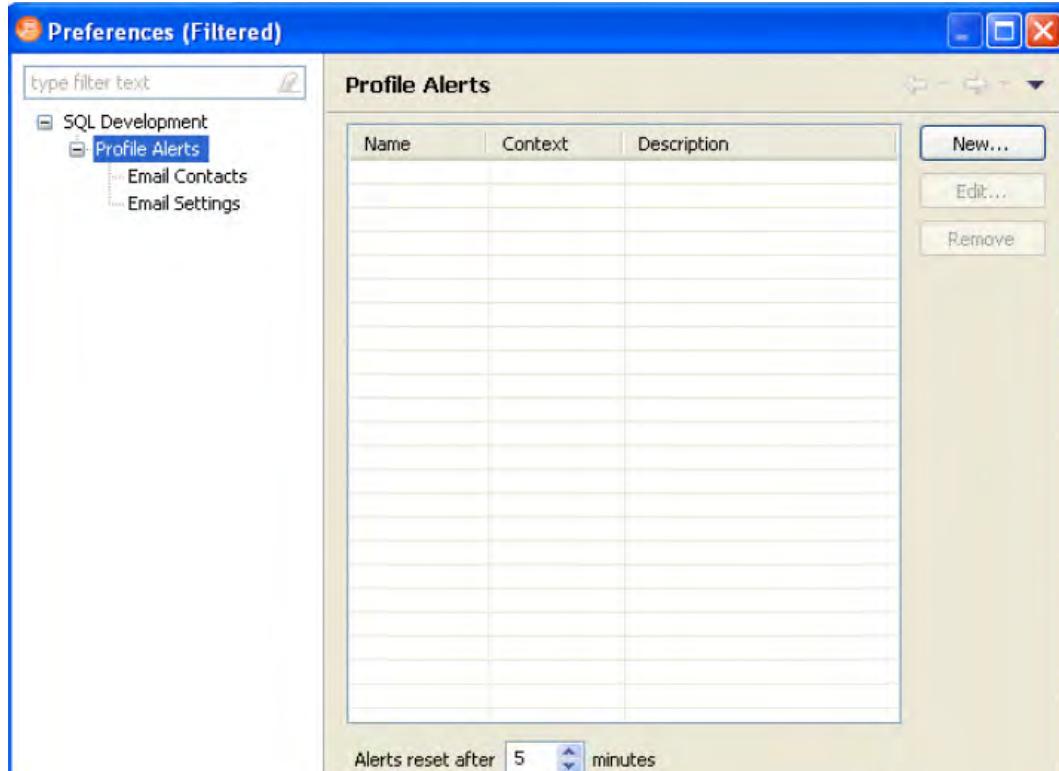 Preferences (Filtered)
type filter text
SQL Development
Profile Alerts
Email Contacts
Email Settings
Profile Alerts
Name Context Description
New...
Edit...
Remove
Alerts reset after 5 minutes